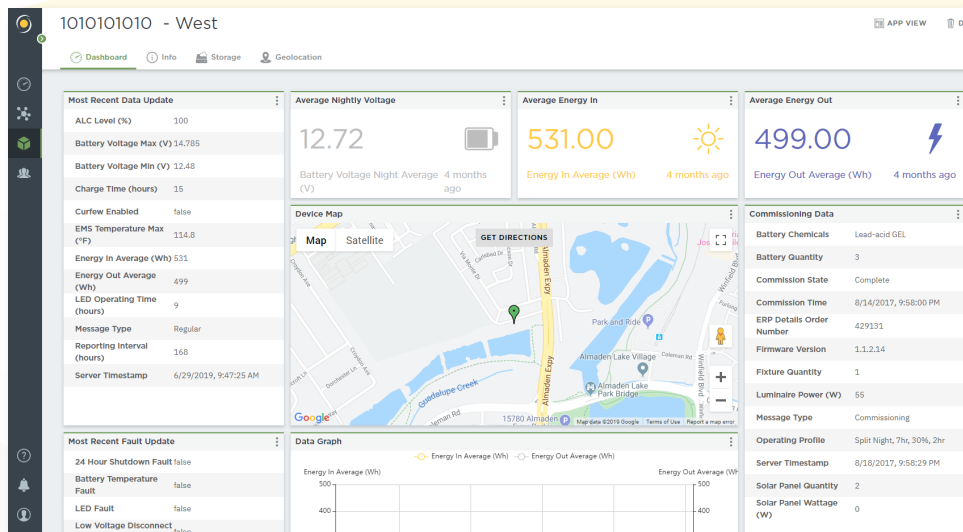 1010101010 - West
APP VIEW
Dashboard
Info
Storage
Geolocation
Most Recent Data Update
ALC Level (%) 100
Battery Voltage Max (V) 14.785
Battery Voltage Min (V) 12.48
Charge Time (hours) 15
Curfew Enabled false
EMS Temperature Max
(°F) 114.8
Energy In Average (Wh) 531
Energy Out Average
(Wh) 499
LED Operating Time
(hours) 9
Message Type Regular
Reporting Interval
(hours) 168
Server Timestamp 6/29/2019, 9:47:25 AM
Average Nightly Voltage
12.72
Battery Voltage Night Average
(V)
4 months
ago
Average Energy In
531.00
Energy In Average (Wh) 4 months ago
Average Energy Out
499.00
Energy Out Average (Wh) 4 months ago
Device Map
Map
Satellite
GET DIRECTIONS
Almaden Expy
Via Monte Dr
Winfield Blvd
Park and Ride
Almaden Lake Village
Coleman Rd
Almaden Lake
Park Bridge
Almaden Expy
Guadalupe Creek
Winfield Blvd
15780 Almaden
Google
Map data ©2019 Google
Terms of Use
Report a map error
Commissioning Data
Battery Chemicals Lead-acid GEL
Battery Quantity 3
Commission State Complete
Commission Time 8/14/2017, 9:58:00 PM
ERP Details Order
Number 429131
Firmware Version 1.1.2.14
Fixture Quantity 1
Luminaire Power (W) 55
Message Type Commissioning
Operating Profile Split Night, 7hr, 30%, 2hr
Server Timestamp 8/18/2017, 9:58:29 PM
Solar Panel Quantity 2
Solar Panel Wattage
(W) 0
Most Recent Fault Update
24 Hour Shutdown Fault false
Battery Temperature
Fault false
LED Fault false
Low Voltage Disconnect
false
Data Graph
Energy In Average (Wh)
Energy Out Average (Wh)
Energy In Average (Wh)
Energy Out Average (Wh)
500
400
500
400